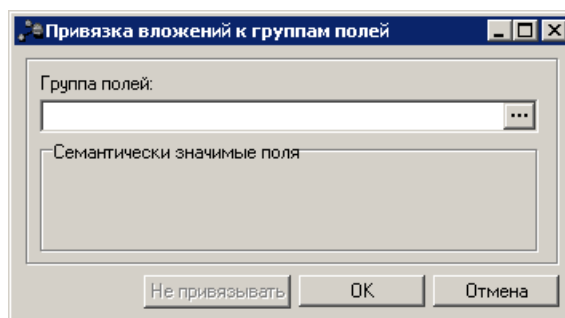 Привязка вложений к группам полей
Группа полей:
...
Семантически значимые поля
Не привязывать OK Отмена